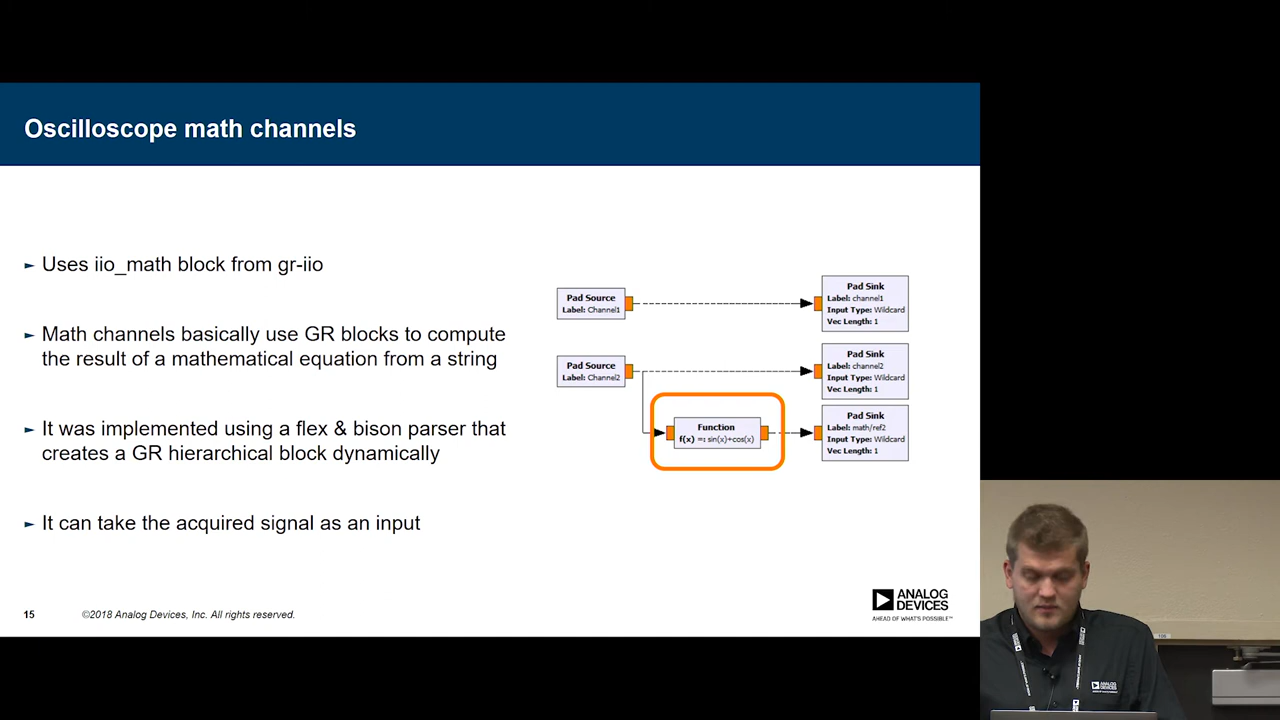 Oscilloscope math channels
► Uses iio_math block from gr-iio
► Math channels basically use GR blocks to compute
the result of a mathematical equation from a string
► It was implemented using a flex & bison parser that
creates a GR hierarchical block dynamically
► It can take the acquired signal as an input
Pad Source
Label: Channel1
Pad Sink
Label: channel1
Input Type: Wildcard
Vec Length: 1
Pad Source
Label: Channel2
Pad Sink
Label: channel2
Input Type: Wildcard
Vec Length: 1
Function
f(x) =: sin(x)+cos(x)
Pad Sink
Label: math/ref2
Input Type: Wildcard
Vec Length: 1
15
©2018 Analog Devices, Inc. All rights reserved.
ANALOG
DEVICES
AHEAD OF WHAT'S POSSIBLE™
ANALOG
DEVICES